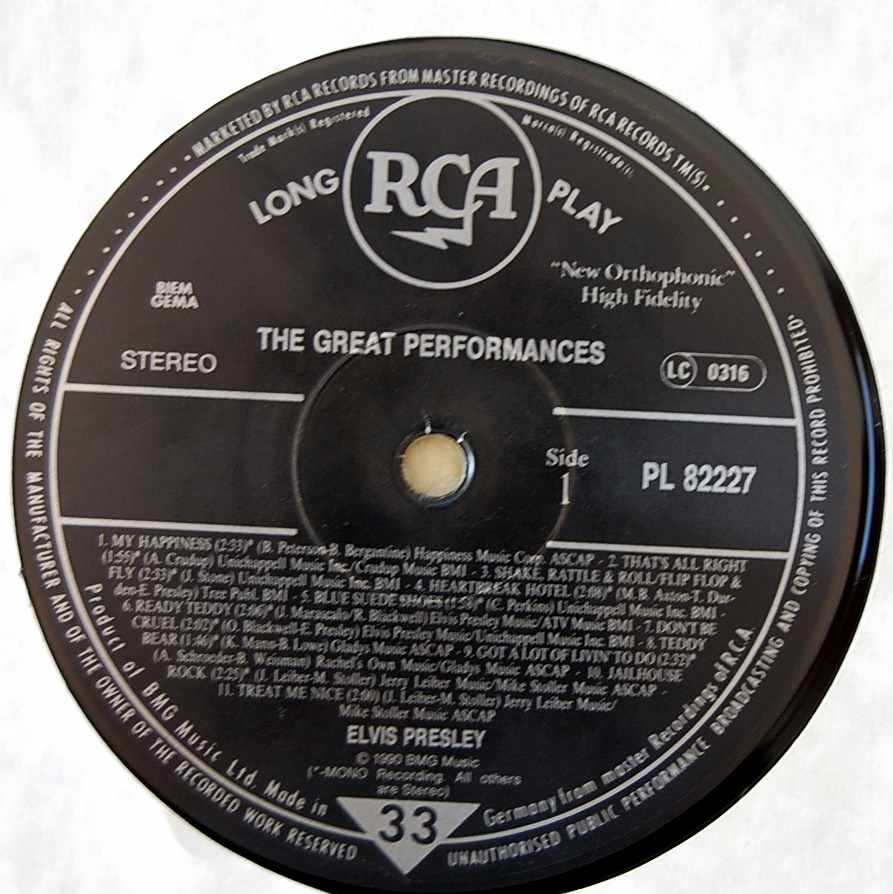 • MARKETED BY RCA RECORDS FROM MASTER RECORDINGS OF RCA RECORDS TM(S).
Trade Mark(s) Registered
Marca(s) Registrada(s).
LONG RCA PLAY
"New Orthophonic"
High Fidelity
BIEM
GEMA
THE GREAT PERFORMANCES
STEREO
LC 0316
Side
1
PL 82227
1. MY HAPPINESS (2:33)* (B. Peterson-B. Bergantine) Happiness Music Corp. ASCAP - 2. THAT'S ALL RIGHT
(1:55)* (A. Crudup) Unichappell Music Inc./Crudup Music BMI - 3. SHAKE, RATTLE & ROLL/FLIP FLOP &
FLY (2:33)* (J. Stone) Unichappell Music Inc. BMI - 4. HEARTBREAK HOTEL (2:08)* (M.B. Axton-T. Dur-
den-E. Presley) Tree Publ. BMI - 5. BLUE SUEDE SHOES (1:58)* (C. Perkins) Unichappell Music Inc. BMI
6. READY TEDDY (2:06)* (J. Marascalo/R. Blackwell) Elvis Presley Music/ATV Music BMI - 7. DON'T BE
CRUEL (2:02)* (O. Blackwell-E. Presley) Elvis Presley Music/Unichappell Music Inc. BMI - 8. TEDDY
BEAR (1:46)* (K. Mann-B. Lowe) Gladys Music ASCAP - 9. GOT A LOT OF LIVIN' TO DO (2:32)*
(A. Schroeder-B. Weisman) Rachel's Own Music/Gladys Music ASCAP - 10. JAILHOUSE
ROCK (2:25)* (J. Leiber-M. Stoller) Jerry Leiber Music/Mike Stoller Music ASCAP -
11. TREAT ME NICE (2:00) (J. Leiber-M. Stoller) Jerry Leiber Music/
Mike Stoller Music ASCAP
ELVIS PRESLEY
© 1990 BMG Music
(*-MONO Recording. All others
are Stereo)
Product of BMG Music Ltd. Made in Germany from master Recordings of R.C.A.
33
• ALL RIGHTS OF THE MANUFACTURER AND OF THE OWNER OF THE RECORDED WORK RESERVED
UNAUTHORISED PUBLIC PERFORMANCE BROADCASTING AND COPYING OF THIS RECORD PROHIBITED•